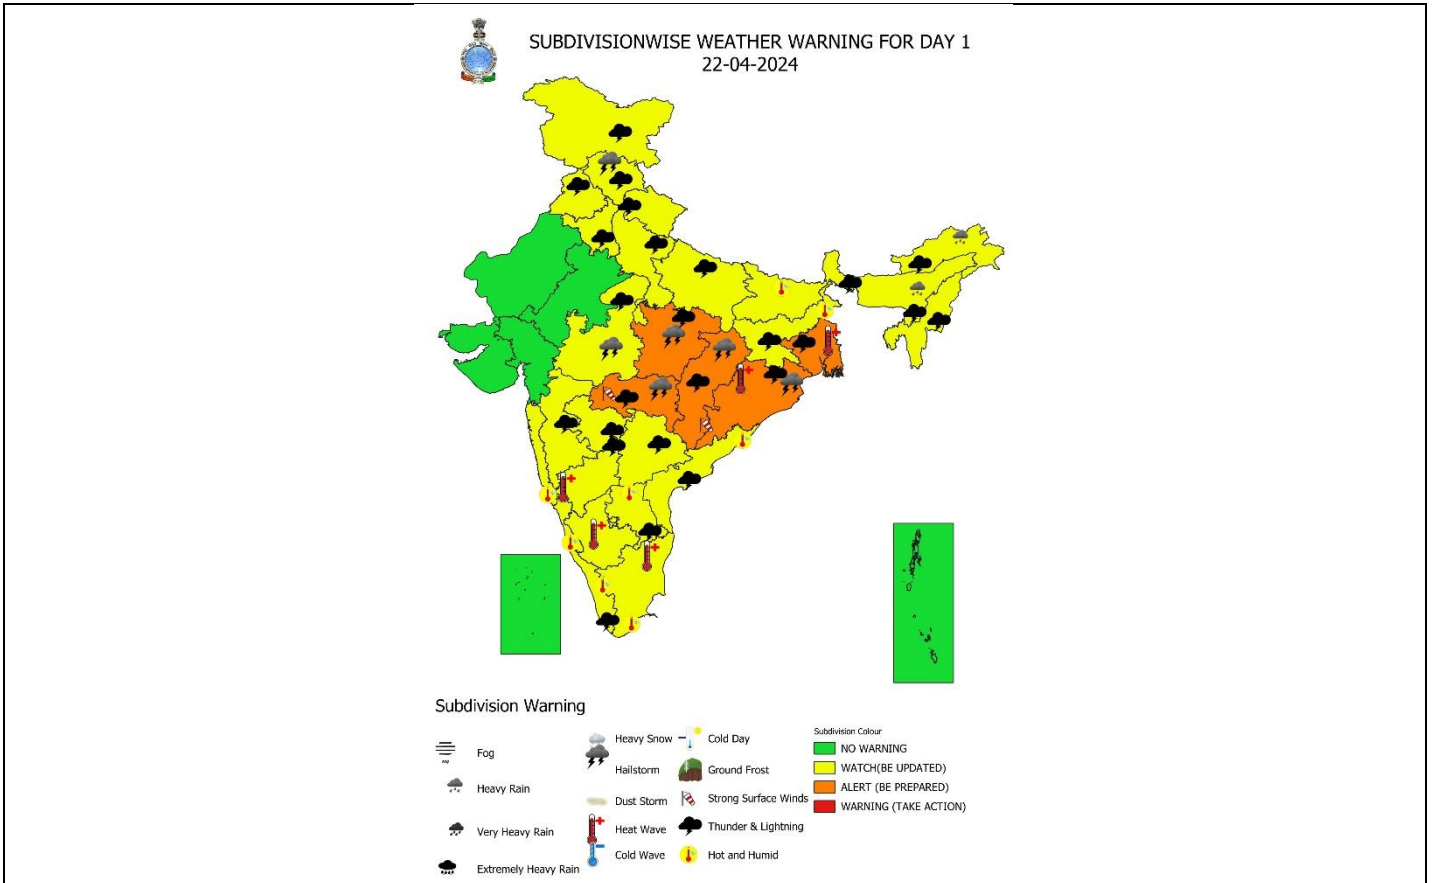 SUBDIVISIONWISE WEATHER WARNING FOR DAY 1
22-04-2024
Subdivision Warning
Fog
Heavy Rain
Very Heavy Rain
Extremely Heavy Rain
Heavy Snow
Hailstorm
Dust Storm
Heat Wave
Cold Wave
Cold Day
Ground Frost
Strong Surface Winds
Thunder & Lightning
Hot and Humid
Subdivision Colour
NO WARNING
WATCH(BE UPDATED)
ALERT (BE PREPARED)
WARNING (TAKE ACTION)